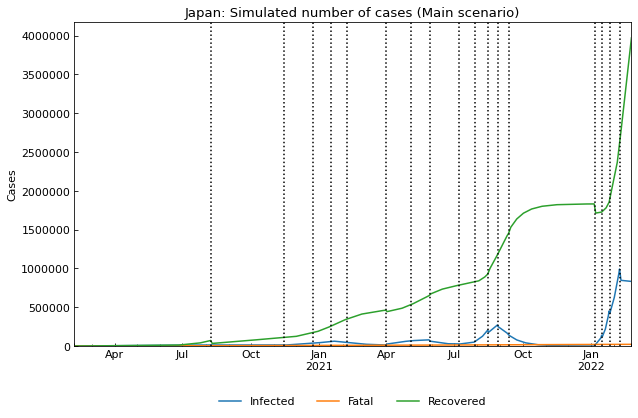 Japan: Simulated number of cases (Main scenario)
4000000
3500000
3000000
2500000
2000000
1500000
1000000
500000
0
Cases
Apr Jul Oct Jan Apr Jul Oct Jan
2021 2022
Infected Fatal Recovered